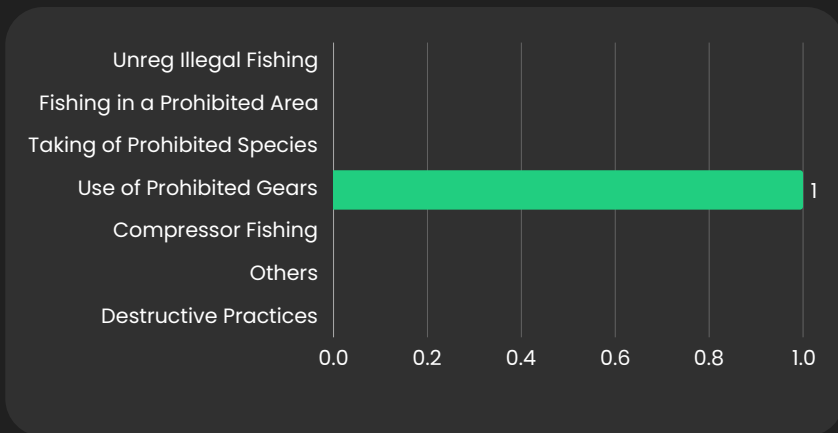 Unreg Illegal Fishing
Fishing in a Prohibited Area
Taking of Prohibited Species
Use of Prohibited Gears
1
Compressor Fishing
Others
Destructive Practices
0.0 0.2 0.4 0.6 0.8 1.0